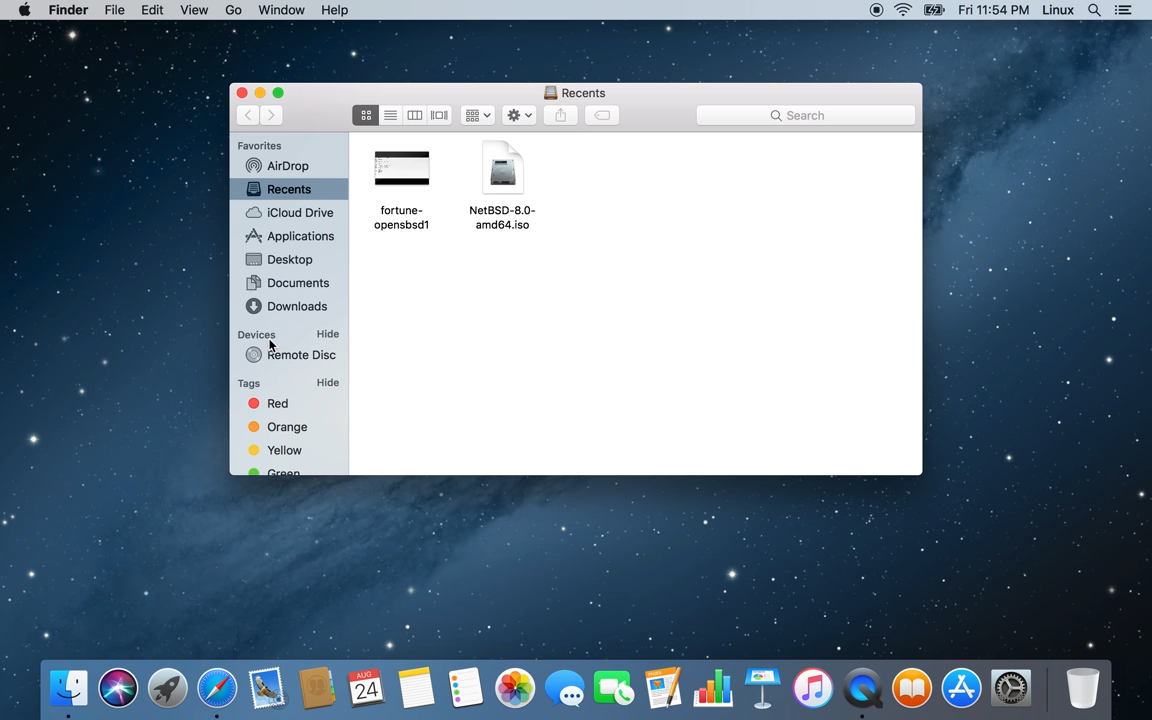 Finder File Edit View Go Window Help
Fri 11:54 PM Linux
Recents
Search
Favorites
AirDrop
Recents
iCloud Drive
Applications
Desktop
Documents
Downloads
Devices Hide
Remote Disc
Tags Hide
Red
Orange
Yellow
Green
fortune-
opensbsd1
NetBSD-8.0-
amd64.iso
AUG
24